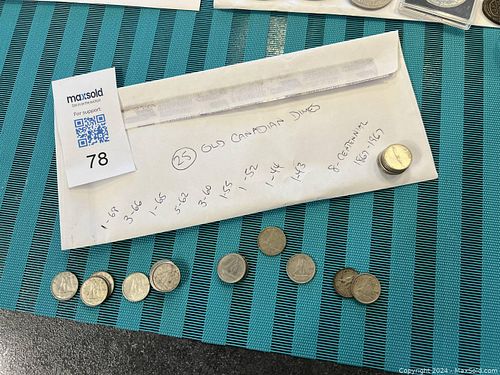 maxsold
For support:
78
(25) OLD CANADIAN DIMES
1-68
3-66
1-65
5-62
3-60
1-55
1-52
1-44
1-43
8-CENTENNIAL
1867-1967
Copyright 2024 - MaxSold.com